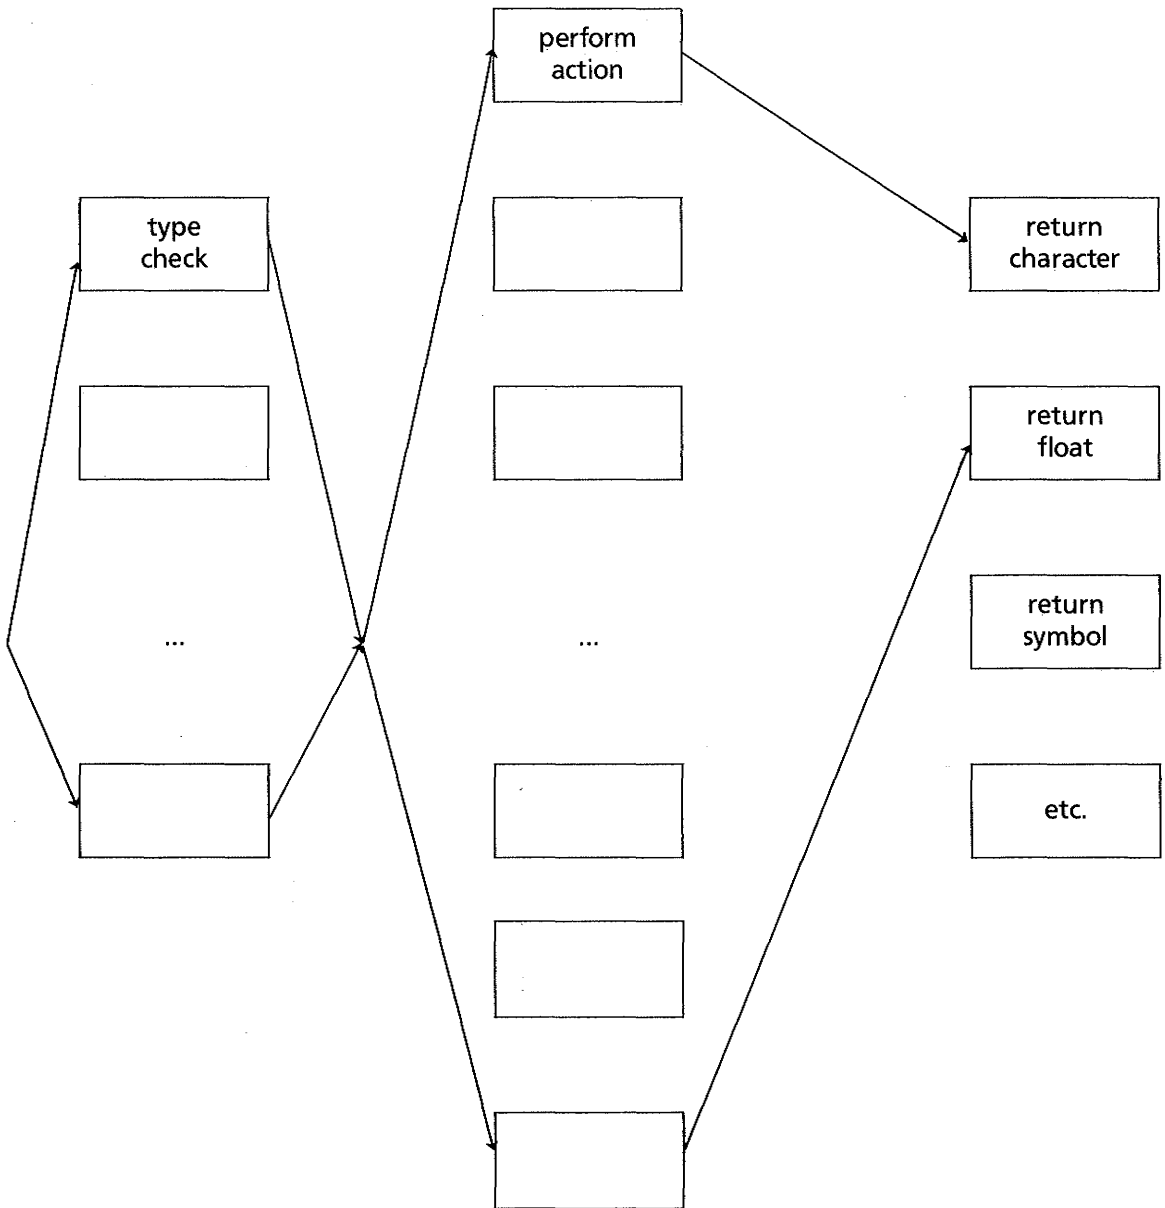 perform
action
type
check
return
character
return
float
return
symbol
...
...
etc.